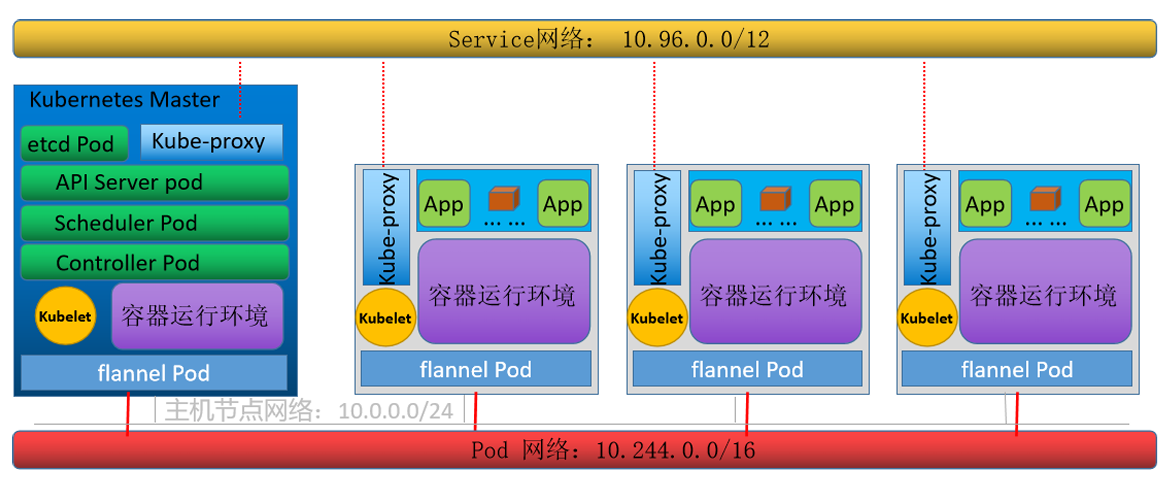 Service网络： 10.96.0.0/12
Kubernetes Master
etcd Pod
Kube-proxy
API Server pod
Scheduler Pod
Controller Pod
Kubelet
容器运行环境
flannel Pod
Kube-proxy
App
... ...
App
容器运行环境
Kubelet
flannel Pod
Kube-proxy
App
... ...
App
容器运行环境
Kubelet
flannel Pod
Kube-proxy
App
... ...
App
容器运行环境
Kubelet
flannel Pod
主机节点网络：10.0.0.0/24
Pod 网络：10.244.0.0/16